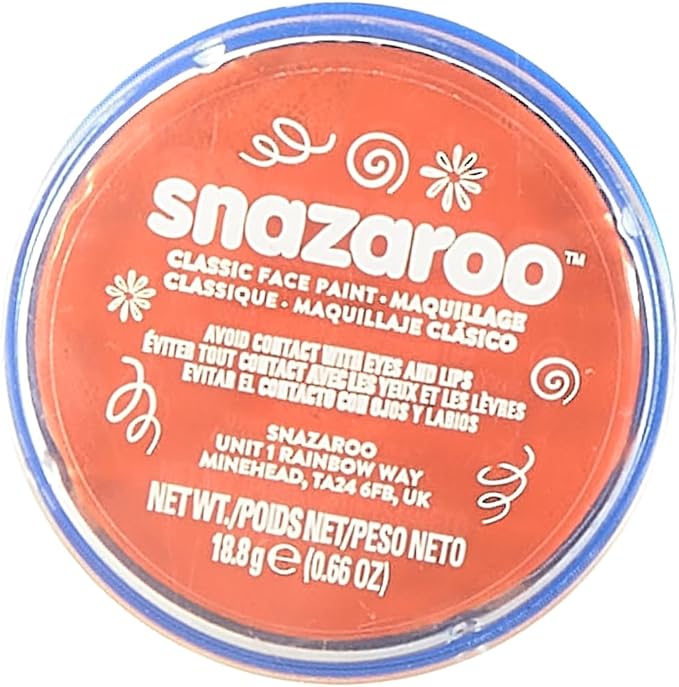 snazaroo™
CLASSIC FACE PAINT • MAQUILLAGE
CLASSIQUE • MAQUILLAJE CLÁSICO
AVOID CONTACT WITH EYES AND LIPS
ÉVITER TOUT CONTACT AVEC LES YEUX ET LES LÈVRES
EVITAR EL CONTACTO CON OJOS Y LABIOS
SNAZAROO
UNIT 1 RAINBOW WAY
MINEHEAD, TA24 6FB, UK
NET WT./POIDS NET/PESO NETO
18.8g℮(0.66 OZ)